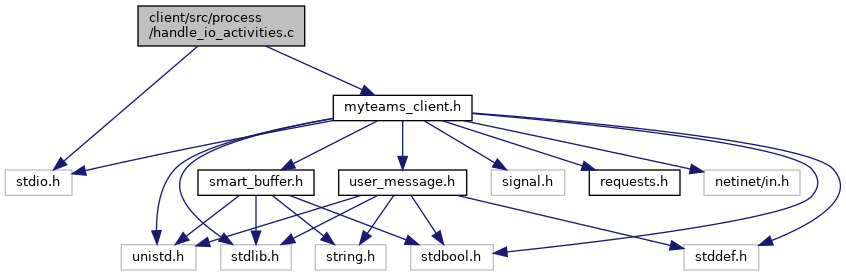 client/src/process
/handle_io_activities.c
myteams_client.h
stdio.h
smart_buffer.h
user_message.h
signal.h
requests.h
netinet/in.h
unistd.h
stdlib.h
string.h
stdbool.h
stddef.h